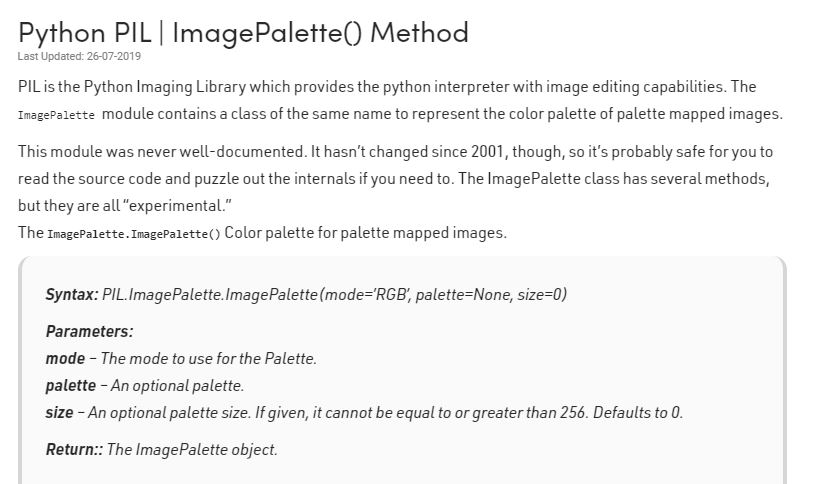 Python PIL | ImagePalette() Method
Last Updated: 26-07-2019
PIL is the Python Imaging Library which provides the python interpreter with image editing capabilities. The
ImagePalette module contains a class of the same name to represent the color palette of palette mapped images.
This module was never well-documented. It hasn’t changed since 2001, though, so it’s probably safe for you to
read the source code and puzzle out the internals if you need to. The ImagePalette class has several methods,
but they are all “experimental.”
The ImagePalette.ImagePalette() Color palette for palette mapped images.
Syntax: PIL.ImagePalette.ImagePalette(mode=’RGB’, palette=None, size=0)
Parameters:
mode – The mode to use for the Palette.
palette – An optional palette.
size – An optional palette size. If given, it cannot be equal to or greater than 256. Defaults to 0.
Return:: The ImagePalette object.